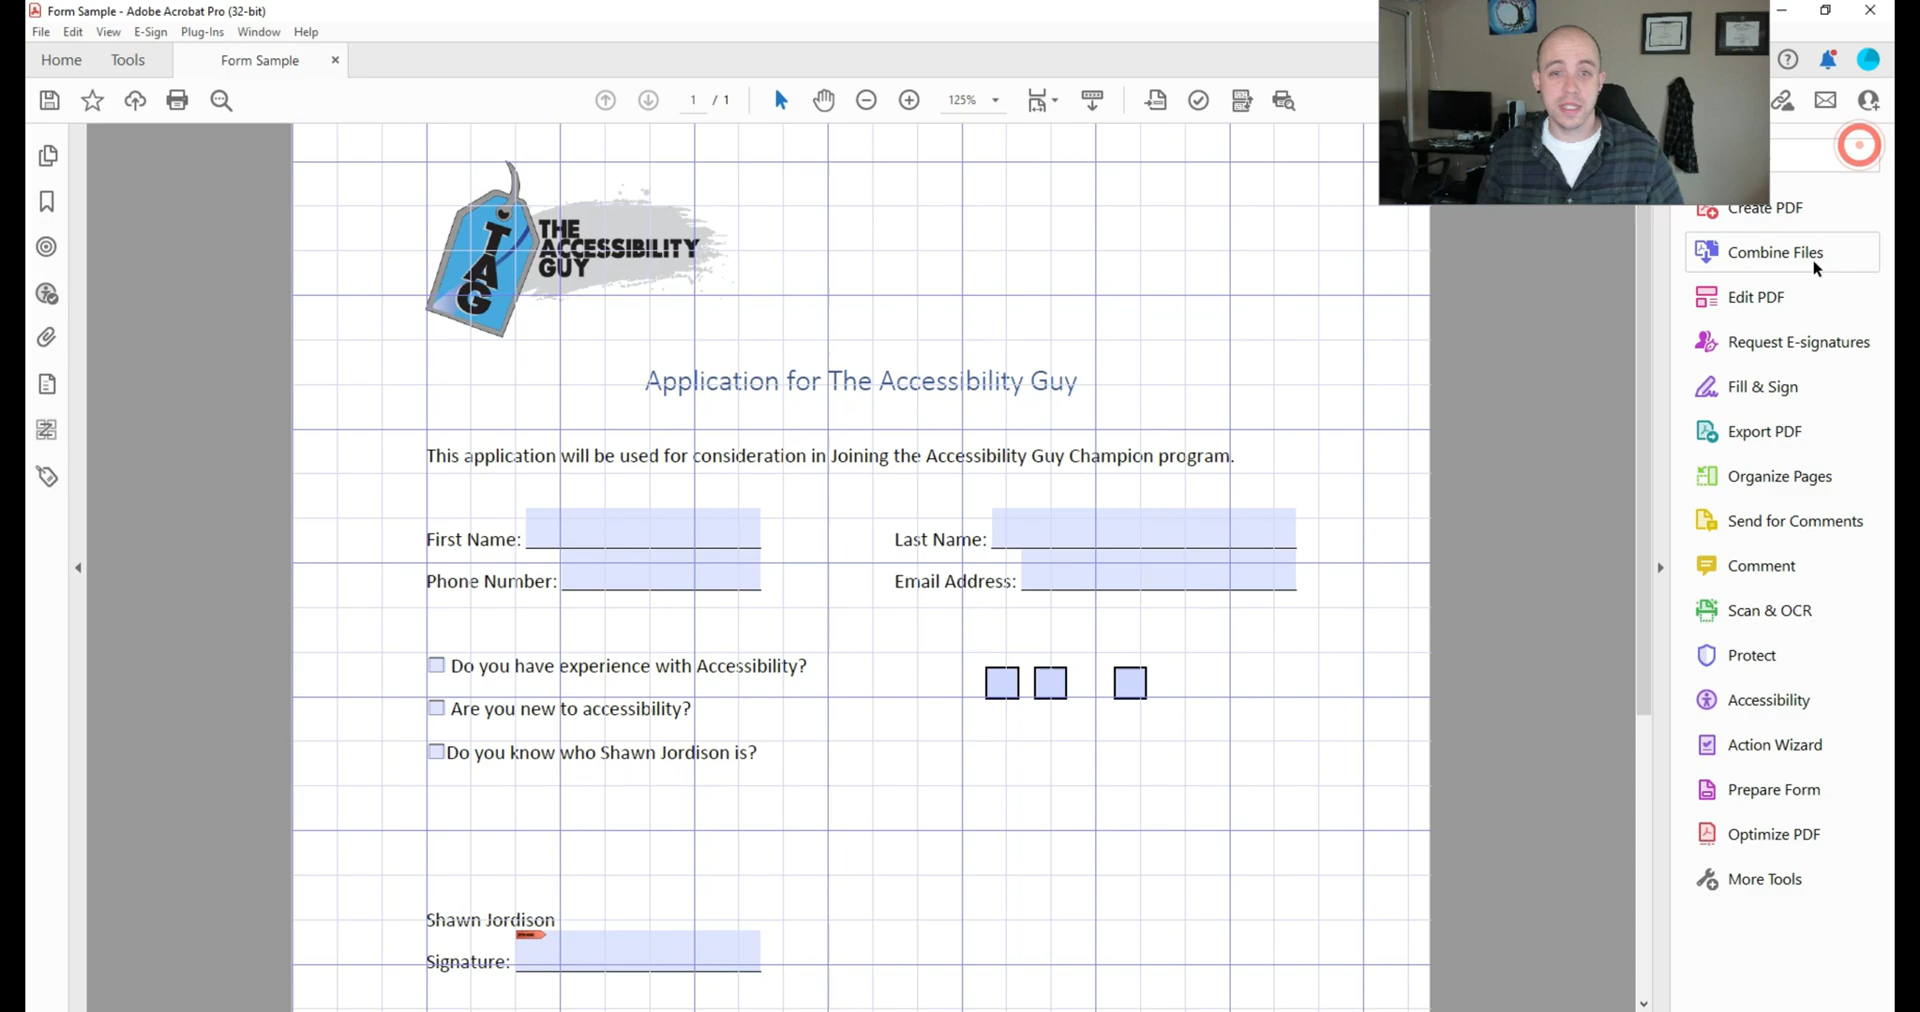 Form Sample - Adobe Acrobat Pro (32-bit)
File Edit View E-Sign Plug-Ins Window Help
Home Tools Form Sample
1 / 1 125%
TAG
THE
ACCESSIBILITY
GUY
Application for The Accessibility Guy
This application will be used for consideration in Joining the Accessibility Guy Champion program.
First Name: Last Name:
Phone Number: Email Address:
Do you have experience with Accessibility?
Are you new to accessibility?
Do you know who Shawn Jordison is?
Shawn Jordison
Signature:
Create PDF
Combine Files
Edit PDF
Request E-signatures
Fill & Sign
Export PDF
Organize Pages
Send for Comments
Comment
Scan & OCR
Protect
Accessibility
Action Wizard
Prepare Form
Optimize PDF
More Tools